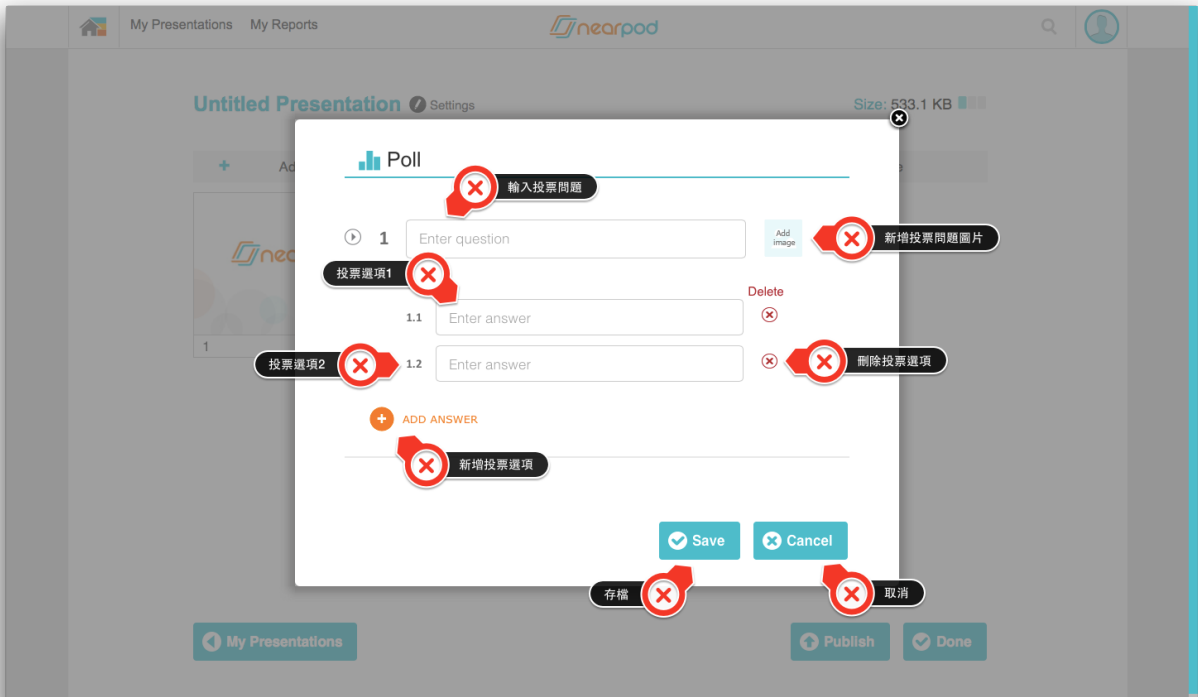 My Presentations My Reports nearpod
Untitled Presentation Settings Size: 533.1 KB
Ad
Poll
輸入投票問題
1 Enter question Add image 新增投票問題圖片
投票選項1
Delete
1.1 Enter answer
投票選項2 1.2 Enter answer 刪除投票選項
1
ADD ANSWER
新增投票選項
Save Cancel
存檔 取消
My Presentations Publish Done